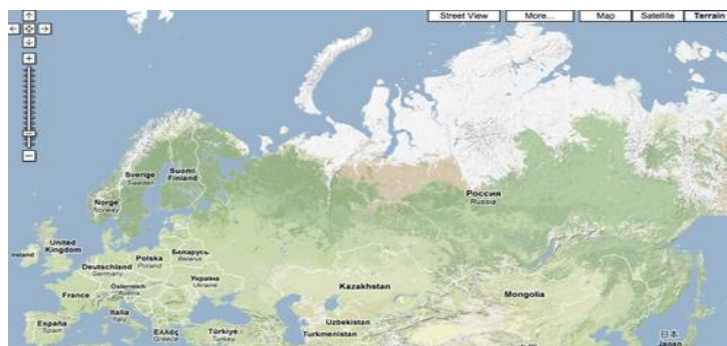 Street View
More...
Map
Satellite
Terrain
Sverige
Sweden
Suomi
Finland
Norge
Norway
Россия
Russia
United
Kingdom
Ireland
Беларусь
Belarus
Polska
Poland
Deutschland
Germany
Україна
Ukraine
Österreich
Austria
France
Kazakhstan
Mongolia
Italia
Italy
España
Spain
Ελλάς
Greece
Türkiye
Turkey
Uzbekistan
Turkmenistan
日本
Japan